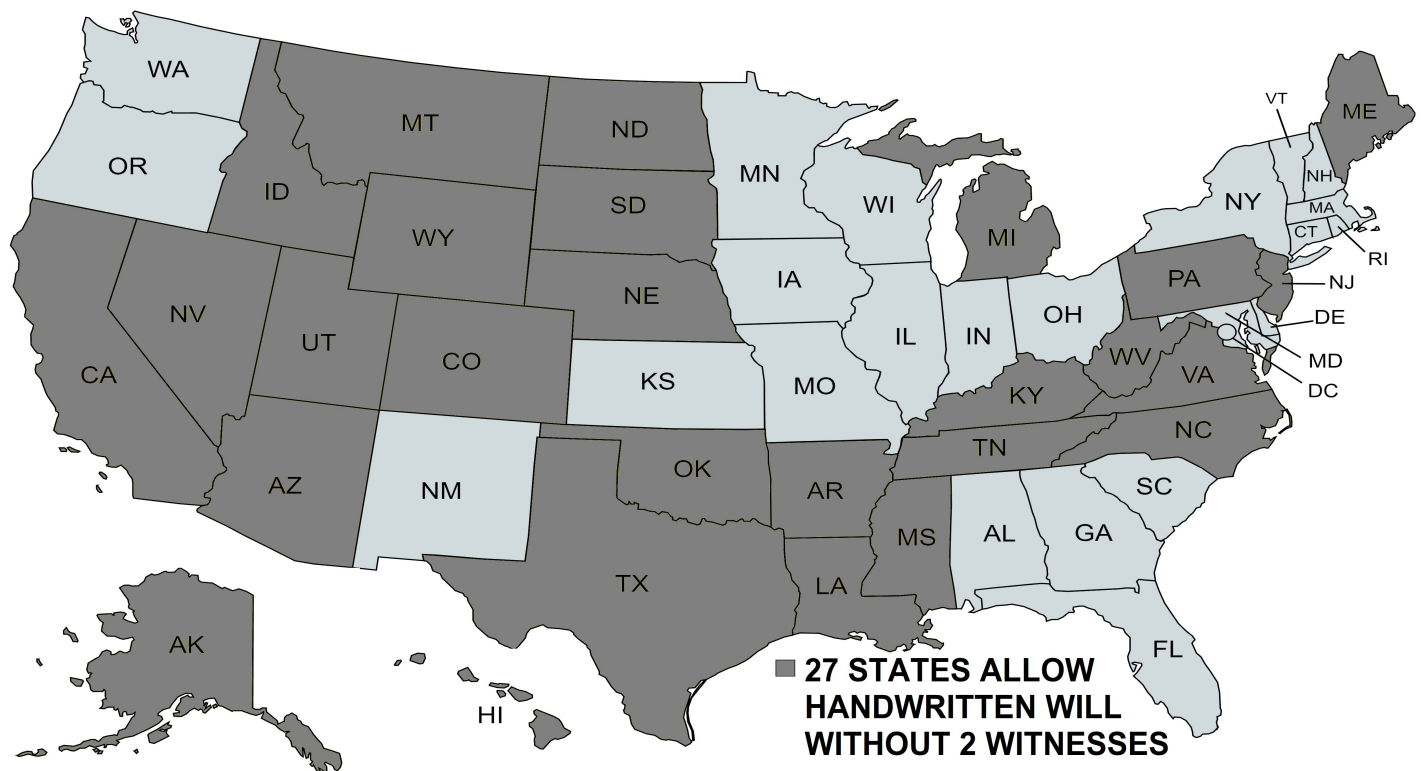 WA
MT
ND
MN
VT
ME
OR
ID
SD
WI
NH
NY
MA
WY
MI
CT
RI
NE
IA
PA
NJ
NV
UT
CO
IL
IN
OH
DE
CA
KS
MO
WV
VA
MD
DC
KY
NC
AZ
NM
OK
AR
TN
SC
MS
AL
GA
TX
LA
AK
FL
HI
27 STATES ALLOW
HANDWRITTEN WILL
WITHOUT 2 WITNESSES